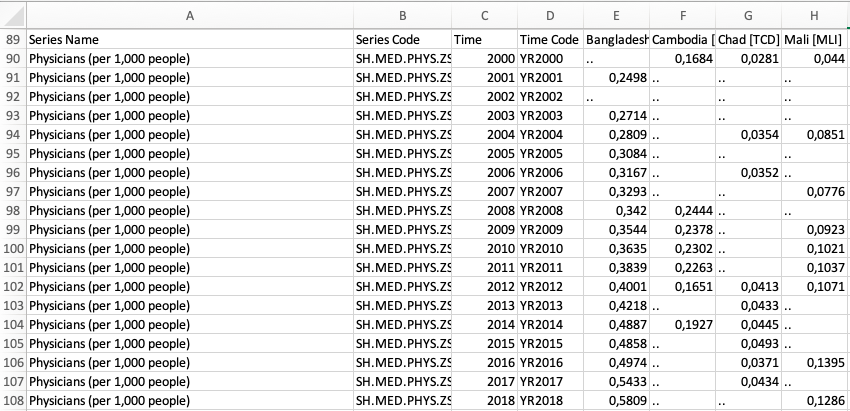 A B C D E F G H
89 Series Name Series Code Time Time Code Bangladesh Cambodia [ Chad [TCD] Mali [MLI]
90 Physicians (per 1,000 people) SH.MED.PHYS.ZS 2000 YR2000 .. 0,1684 0,0281 0,044
91 Physicians (per 1,000 people) SH.MED.PHYS.ZS 2001 YR2001 0,2498 .. .. ..
92 Physicians (per 1,000 people) SH.MED.PHYS.ZS 2002 YR2002 .. .. .. ..
93 Physicians (per 1,000 people) SH.MED.PHYS.ZS 2003 YR2003 0,2714 .. .. ..
94 Physicians (per 1,000 people) SH.MED.PHYS.ZS 2004 YR2004 0,2809 .. 0,0354 0,0851
95 Physicians (per 1,000 people) SH.MED.PHYS.ZS 2005 YR2005 0,3084 .. .. ..
96 Physicians (per 1,000 people) SH.MED.PHYS.ZS 2006 YR2006 0,3167 .. 0,0352 ..
97 Physicians (per 1,000 people) SH.MED.PHYS.ZS 2007 YR2007 0,3293 .. .. 0,0776
98 Physicians (per 1,000 people) SH.MED.PHYS.ZS 2008 YR2008 0,342 0,2444 .. ..
99 Physicians (per 1,000 people) SH.MED.PHYS.ZS 2009 YR2009 0,3544 0,2378 .. 0,0923
100 Physicians (per 1,000 people) SH.MED.PHYS.ZS 2010 YR2010 0,3635 0,2302 .. 0,1021
101 Physicians (per 1,000 people) SH.MED.PHYS.ZS 2011 YR2011 0,3839 0,2263 .. 0,1037
102 Physicians (per 1,000 people) SH.MED.PHYS.ZS 2012 YR2012 0,4001 0,1651 0,0413 0,1071
103 Physicians (per 1,000 people) SH.MED.PHYS.ZS 2013 YR2013 0,4218 .. 0,0433 ..
104 Physicians (per 1,000 people) SH.MED.PHYS.ZS 2014 YR2014 0,4887 0,1927 0,0445 ..
105 Physicians (per 1,000 people) SH.MED.PHYS.ZS 2015 YR2015 0,4858 .. 0,0493 ..
106 Physicians (per 1,000 people) SH.MED.PHYS.ZS 2016 YR2016 0,4974 .. 0,0371 0,1395
107 Physicians (per 1,000 people) SH.MED.PHYS.ZS 2017 YR2017 0,5433 .. 0,0434 ..
108 Physicians (per 1,000 people) SH.MED.PHYS.ZS 2018 YR2018 0,5809 .. .. 0,1286